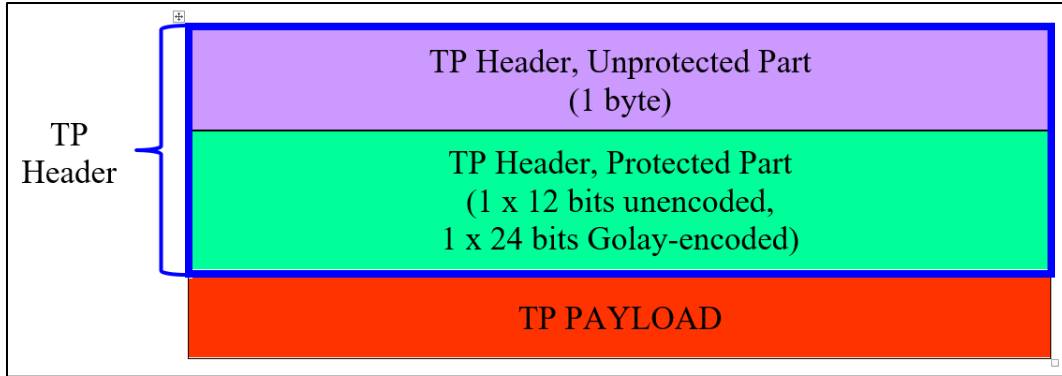 TP Header, Unprotected Part
(1 byte)
TP
Header
TP Header, Protected Part
(1 x 12 bits unencoded,
1 x 24 bits Golay-encoded)
TP PAYLOAD